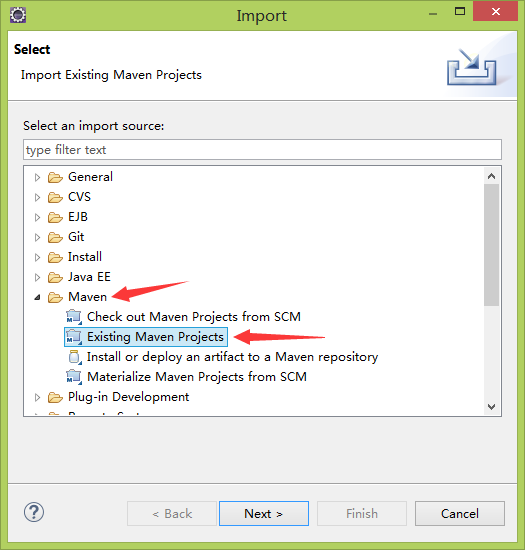 Import
Select
Import Existing Maven Projects
Select an import source:
type filter text
General
CVS
EJB
Git
Install
Java EE
Maven
Check out Maven Projects from SCM
Existing Maven Projects
Install or deploy an artifact to a Maven repository
Materialize Maven Projects from SCM
Plug-in Development
< Back
Next >
Finish
Cancel